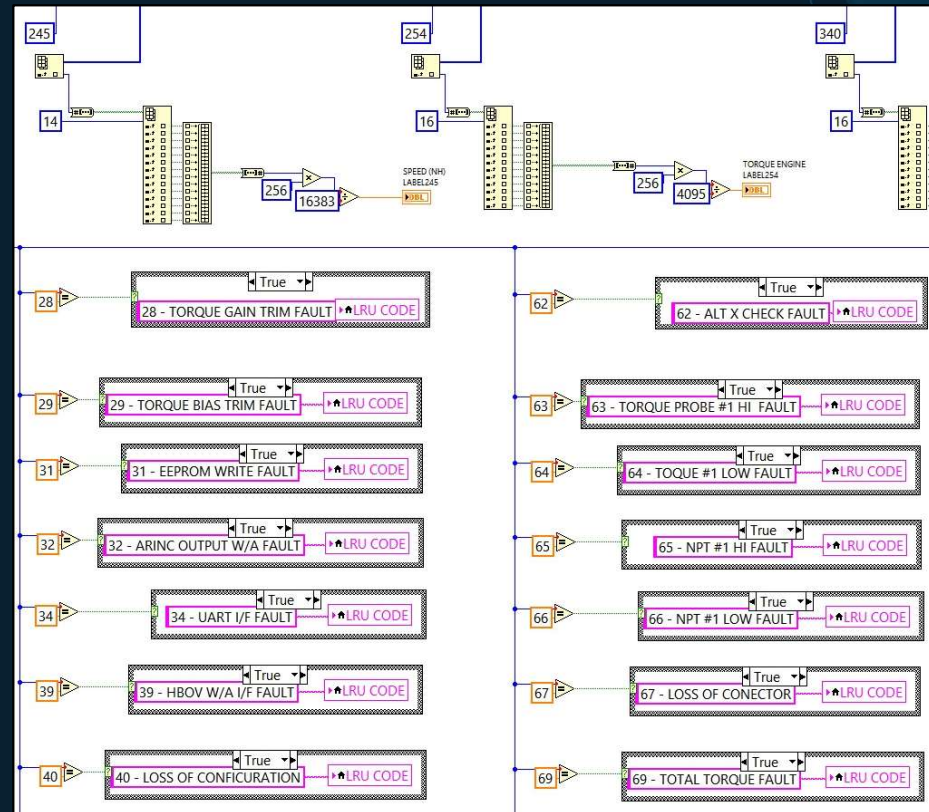 245
254
340
14
16
16
256
16383
SPEED (NH)
LABEL245
DBL
256
4095
TORQUE ENGINE
LABEL254
DBL
28
True
28 - TORQUE GAIN TRIM FAULT
LRU CODE
62
True
62 - ALT X CHECK FAULT
LRU CODE
29
True
29 - TORQUE BIAS TRIM FAULT
LRU CODE
63
True
63 - TORQUE PROBE #1 HI FAULT
LRU CODE
31
True
31 - EEPROM WRITE FAULT
LRU CODE
64
True
64 - TOQUE #1 LOW FAULT
LRU CODE
32
True
32 - ARINC OUTPUT W/A FAULT
LRU CODE
65
True
65 - NPT #1 HI FAULT
LRU CODE
34
True
34 - UART I/F FAULT
LRU CODE
66
True
66 - NPT #1 LOW FAULT
LRU CODE
39
True
39 - HBOV W/A I/F FAULT
LRU CODE
67
True
67 - LOSS OF CONECTOR
LRU CODE
40
True
40 - LOSS OF CONFICURATION
LRU CODE
69
True
69 - TOTAL TORQUE FAULT
LRU CODE